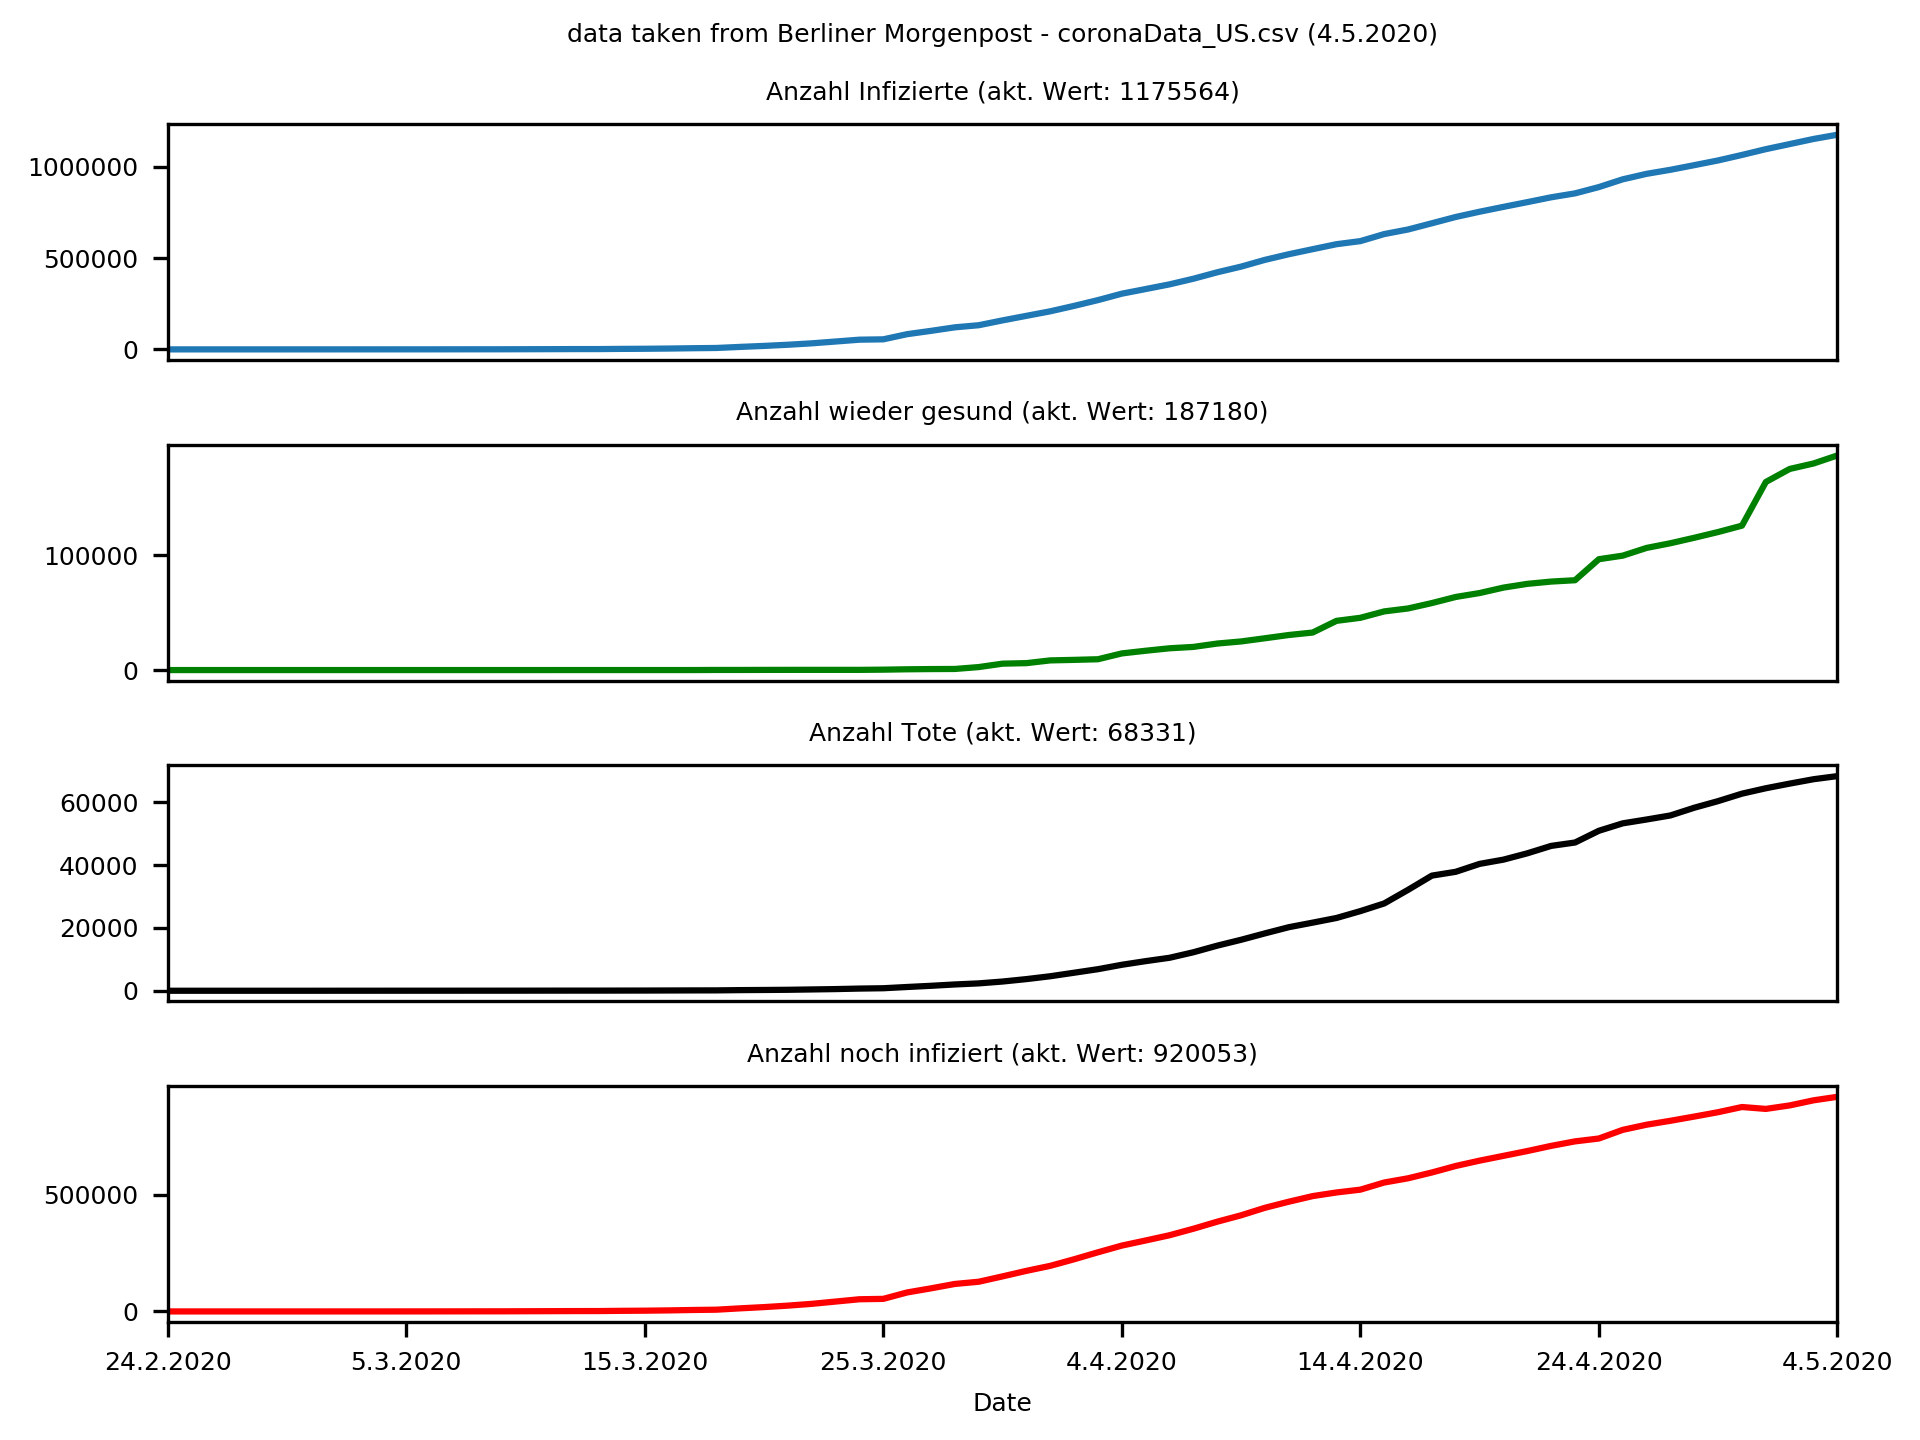 data taken from Berliner Morgenpost - coronaData_US.csv (4.5.2020)
Anzahl Infizierte (akt. Wert: 1175564)
1000000
500000
0
Anzahl wieder gesund (akt. Wert: 187180)
100000
0
Anzahl Tote (akt. Wert: 68331)
60000
40000
20000
0
Anzahl noch infiziert (akt. Wert: 920053)
500000
0
24.2.2020 5.3.2020 15.3.2020 25.3.2020 4.4.2020 14.4.2020 24.4.2020 4.5.2020
Date